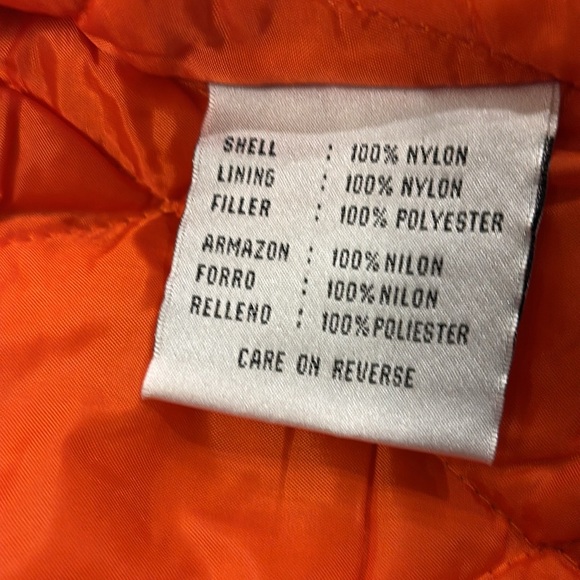 SHELL : 100% NYLON
LINING : 100% NYLON
FILLER : 100% POLYESTER
ARMAZON : 100% NILON
FORRO : 100% NILON
RELLENO : 100% POLIESTER
CARE ON REVERSE